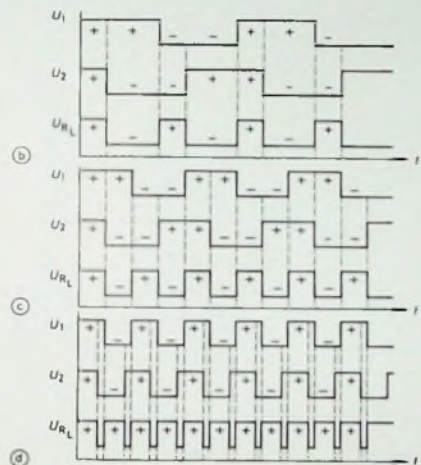 U1
+ + − − + + −
U2
+ − − + + − −
URL
+ − + − + − +
b
t
U1
+ + − − + + − − + + −
U2
+ − − + + − − + + − −
URL
+ − + − + − + − + − +
c
t
U1
+ − + − + − + − + − +
U2
+ − + − + − + − + − +
URL
+ + + + + + + + + + +
d
t